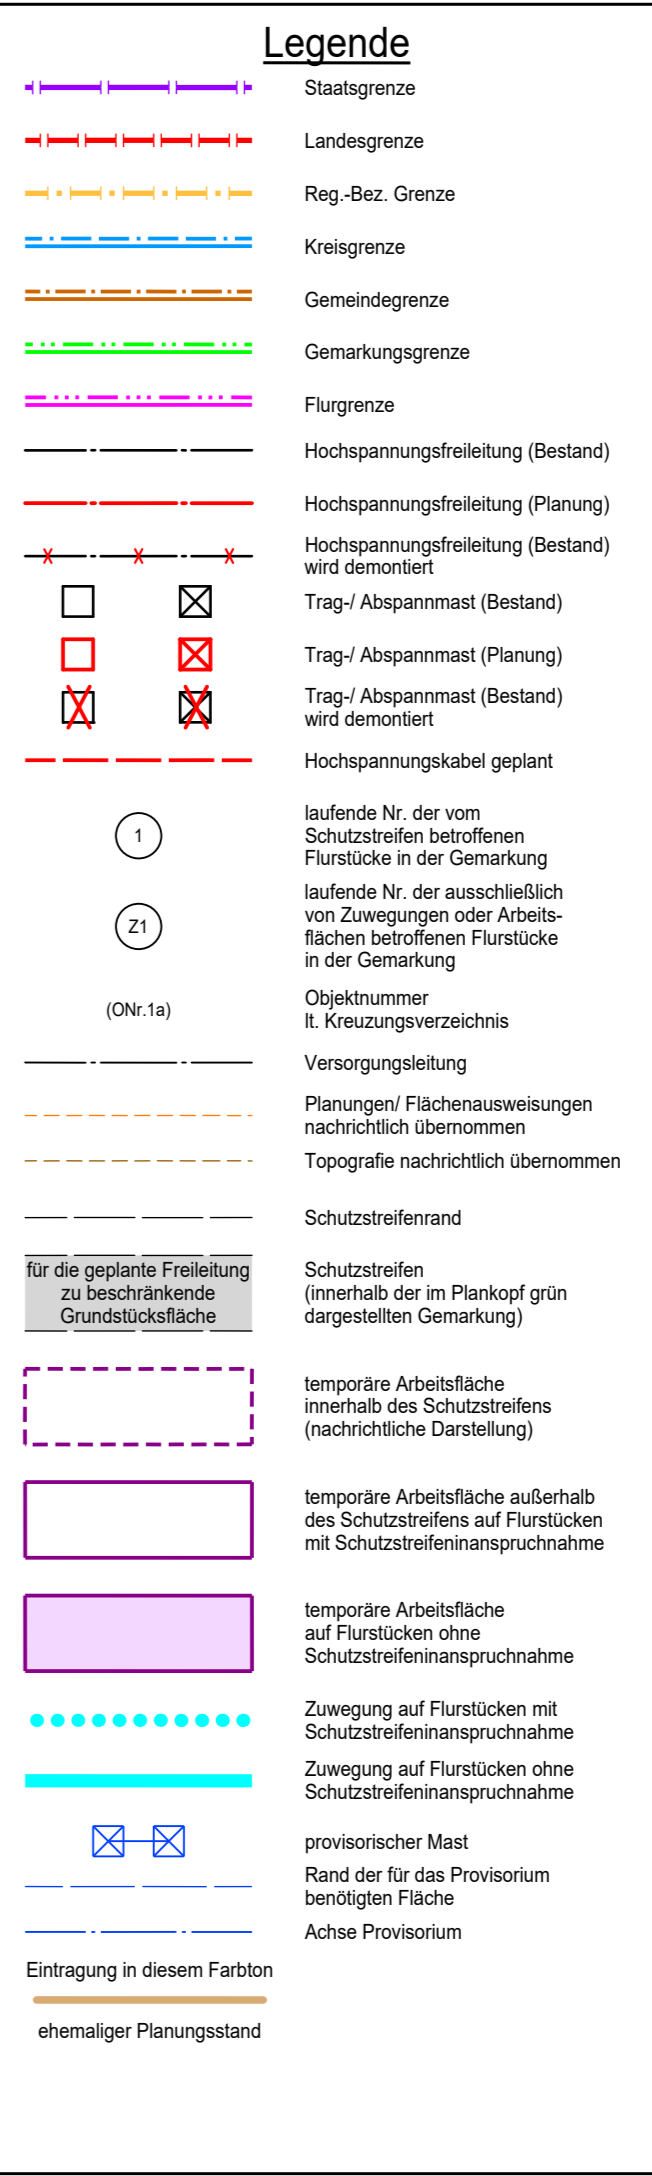 Legende
Staatsgrenze
Landesgrenze
Reg.-Bez. Grenze
Kreisgrenze
Gemeindegrenze
Gemarkungsgrenze
Flurgrenze
Hochspannungsfreileitung (Bestand)
Hochspannungsfreileitung (Planung)
Hochspannungsfreileitung (Bestand)
wird demontiert
Trag-/ Abspannmast (Bestand)
Trag-/ Abspannmast (Planung)
Trag-/ Abspannmast (Bestand)
wird demontiert
Hochspannungskabel geplant
1
laufende Nr. der vom
Schutzstreifen betroffenen
Flurstücke in der Gemarkung
Z1
laufende Nr. der ausschließlich
von Zuwegungen oder Arbeits-
flächen betroffenen Flurstücke
in der Gemarkung
(ONr.1a)
Objektnummer
lt. Kreuzungsverzeichnis
Versorgungsleitung
Planungen/ Flächenausweisungen
nachrichtlich übernommen
Topografie nachrichtlich übernommen
Schutzstreifenrand
für die geplante Freileitung
zu beschränkende
Grundstücksfläche
Schutzstreifen
(innerhalb der im Plankopf grün
dargestellten Gemarkung)
temporäre Arbeitsfläche
innerhalb des Schutzstreifens
(nachrichtliche Darstellung)
temporäre Arbeitsfläche außerhalb
des Schutzstreifens auf Flurstücken
mit Schutzstreifeninanspruchnahme
temporäre Arbeitsfläche
auf Flurstücken ohne
Schutzstreifeninanspruchnahme
Zuwegung auf Flurstücken mit
Schutzstreifeninanspruchnahme
Zuwegung auf Flurstücken ohne
Schutzstreifeninanspruchnahme
provisorischer Mast
Rand der für das Provisorium
benötigten Fläche
Achse Provisorium
Eintragung in diesem Farbton
ehemaliger Planungsstand